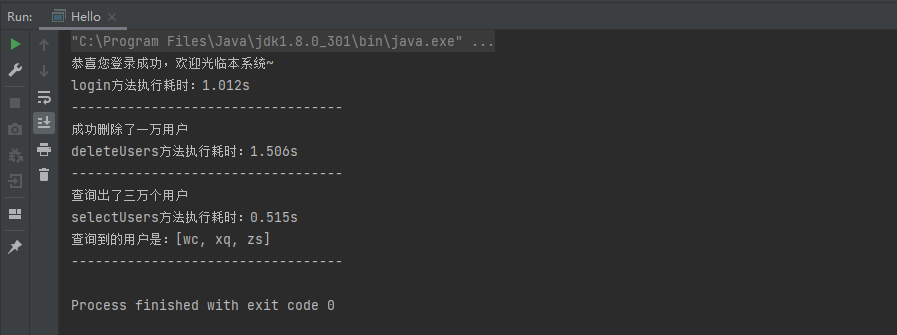 Run: Hello
"C:\Program Files\Java\jdk1.8.0_301\bin\java.exe" ...
恭喜您登录成功，欢迎光临本系统~
login方法执行耗时：1.012s
----------------------------------
成功删除了一万用户
deleteUsers方法执行耗时：1.506s
----------------------------------
查询出了三万个用户
selectUsers方法执行耗时：0.515s
查询到的用户是：[wc, xq, zs]
----------------------------------
Process finished with exit code 0